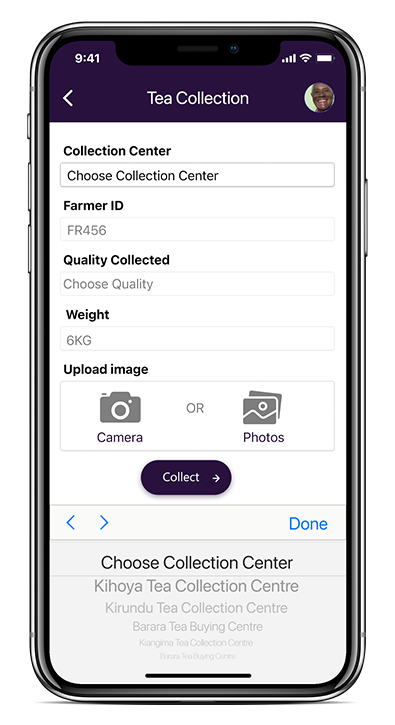 9:41
Tea Collection
Collection Center
Choose Collection Center
Farmer ID
FR456
Quality Collected
Choose Quality
Weight
6KG
Upload image
OR
Camera
Photos
Collect
Done
Choose Collection Center
Kihoya Tea Collection Centre
Kirundu Tea Collection Centre
Barara Tea Buying Centre
Kiangima Tea Collection Centre
Barara Tea Buying Centre